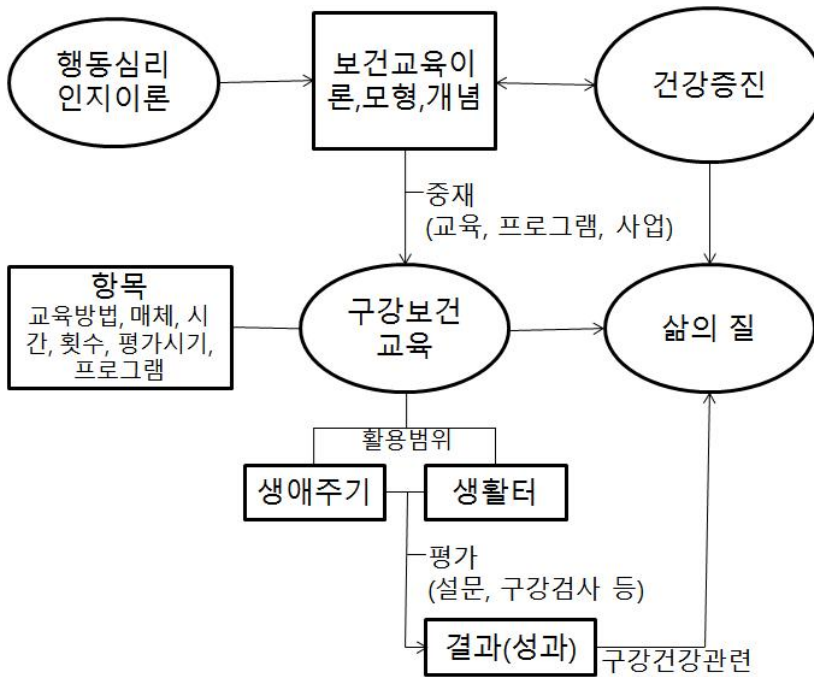 행동심리
인지이론
보건교육이
론,모형,개념
건강증진
중재
(교육, 프로그램, 사업)
항목
교육방법, 매체, 시
간, 횟수, 평가시기,
프로그램
구강보건
교육
삶의 질
활용범위
생애주기
생활터
평가
(설문, 구강검사 등)
결과(성과)
구강건강관련